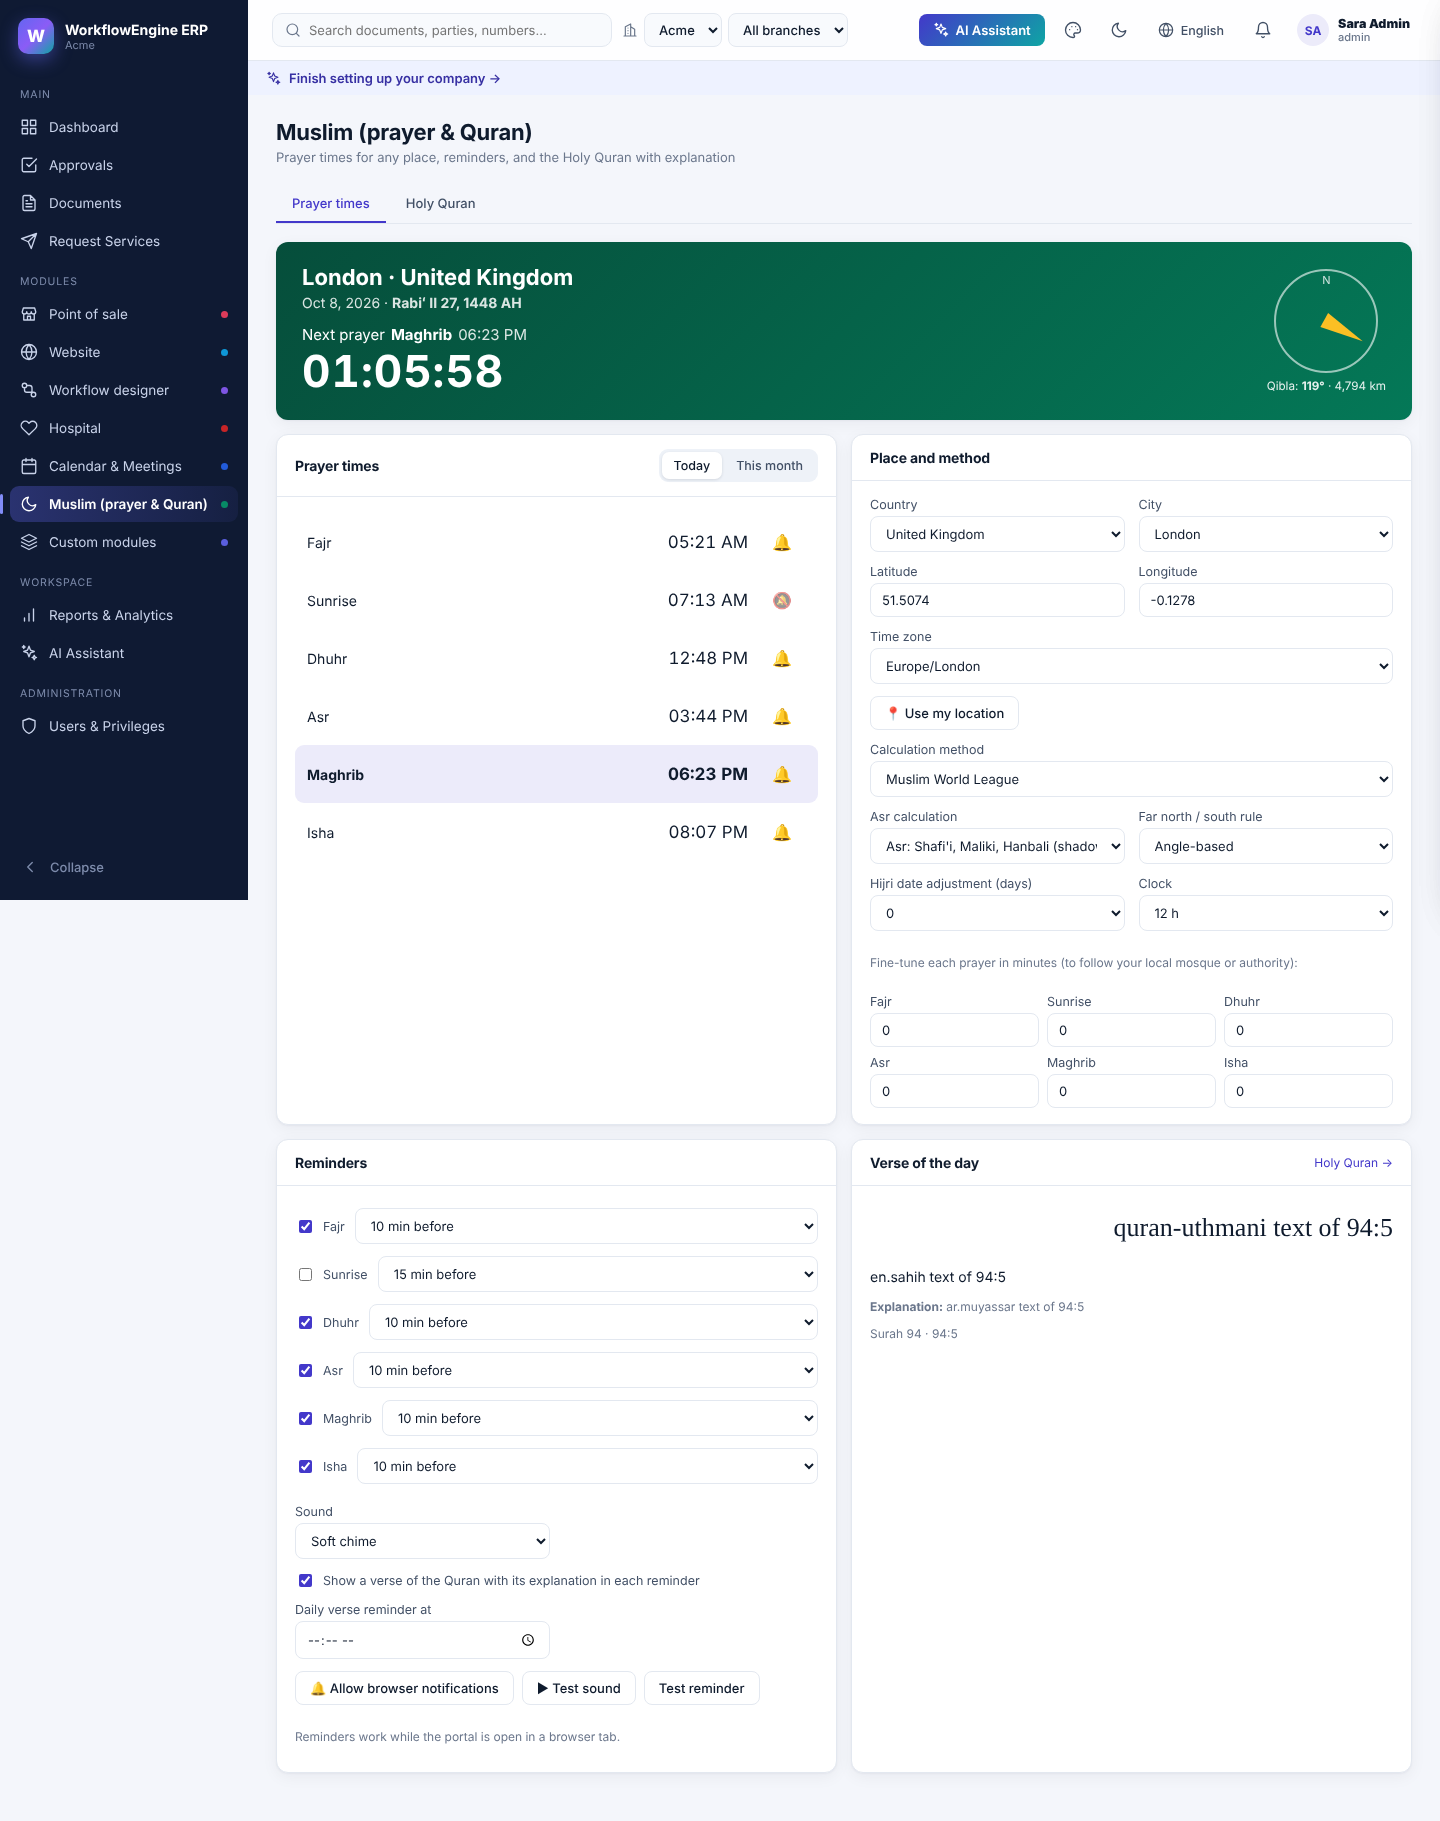 W
WorkflowEngine ERP
Acme
MAIN
Dashboard
Approvals
Documents
Request Services
MODULES
Point of sale
Website
Workflow designer
Hospital
Calendar & Meetings
Muslim (prayer & Quran)
Custom modules
WORKSPACE
Reports & Analytics
AI Assistant
ADMINISTRATION
Users & Privileges
Collapse
Search documents, parties, numbers...
Acme
All branches
AI Assistant
English
SA
Sara Admin
admin
Finish setting up your company →
Muslim (prayer & Quran)
Prayer times for any place, reminders, and the Holy Quran with explanation
Prayer times
Holy Quran
London · United Kingdom
Oct 8, 2026 · Rabiʻ II 27, 1448 AH
Next prayer Maghrib 06:23 PM
01:05:58
N
Qibla: 119° · 4,794 km
Prayer times
Today
This month
Fajr 05:21 AM
Sunrise 07:13 AM
Dhuhr 12:48 PM
Asr 03:44 PM
Maghrib 06:23 PM
Isha 08:07 PM
Place and method
Country
City
United Kingdom
London
Latitude
Longitude
51.5074
-0.1278
Time zone
Europe/London
Use my location
Calculation method
Muslim World League
Asr calculation
Far north / south rule
Asr: Shafi'i, Maliki, Hanbali (shadov
Angle-based
Hijri date adjustment (days)
Clock
0
12 h
Fine-tune each prayer in minutes (to follow your local mosque or authority):
Fajr
Sunrise
Dhuhr
0
0
0
Asr
Maghrib
Isha
0
0
0
Reminders
Fajr 10 min before
Sunrise 15 min before
Dhuhr 10 min before
Asr 10 min before
Maghrib 10 min before
Isha 10 min before
Sound
Soft chime
Show a verse of the Quran with its explanation in each reminder
Daily verse reminder at
--:-- --
Allow browser notifications
▶ Test sound
Test reminder
Reminders work while the portal is open in a browser tab.
Verse of the day
Holy Quran →
quran-uthmani text of 94:5
en.sahih text of 94:5
Explanation: ar.muyassar text of 94:5
Surah 94 · 94:5